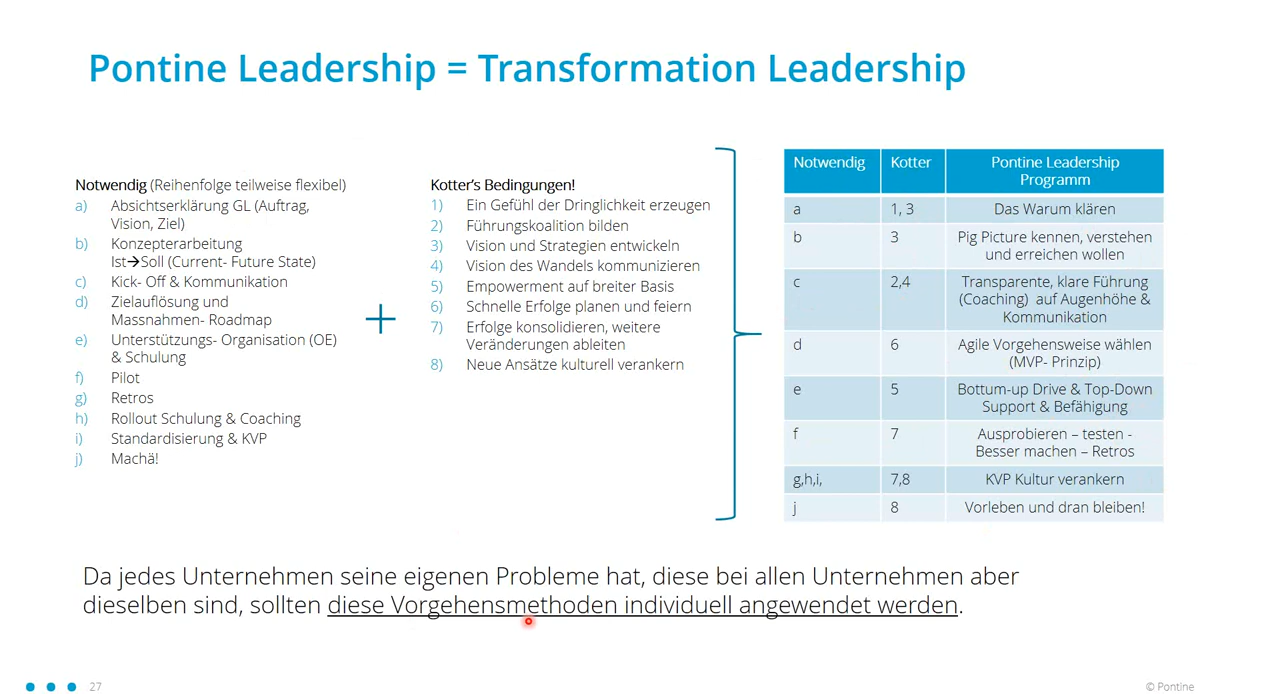 Pontine Leadership = Transformation Leadership
Notwendig (Reihenfolge teilweise flexibel)
a) Absichtserklärung GL (Auftrag,
Vision, Ziel)
b) Konzepterarbeitung
Ist→Soll (Current- Future State)
c) Kick- Off & Kommunikation
d) Zielauflösung und
Massnahmen- Roadmap
e) Unterstützungs- Organisation (OE)
& Schulung
f) Pilot
g) Retros
h) Rollout Schulung & Coaching
i) Standardisierung & KVP
j) Machä!
+
Kotter's Bedingungen!
1) Ein Gefühl der Dringlichkeit erzeugen
2) Führungskoalition bilden
3) Vision und Strategien entwickeln
4) Vision des Wandels kommunizieren
5) Empowerment auf breiter Basis
6) Schnelle Erfolge planen und feiern
7) Erfolge konsolidieren, weitere
Veränderungen ableiten
8) Neue Ansätze kulturell verankern
Notwendig Kotter Pontine Leadership
Programm
a 1, 3 Das Warum klären
b 3 Pig Picture kennen, verstehen
und erreichen wollen
c 2,4 Transparente, klare Führung
(Coaching) auf Augenhöhe &
Kommunikation
d 6 Agile Vorgehensweise wählen
(MVP- Prinzip)
e 5 Bottum-up Drive & Top-Down
Support & Befähigung
f 7 Ausprobieren – testen -
Besser machen – Retros
g,h,i, 7,8 KVP Kultur verankern
j 8 Vorleben und dran bleiben!
Da jedes Unternehmen seine eigenen Probleme hat, diese bei allen Unternehmen aber
dieselben sind, sollten diese Vorgehensmethoden individuell angewendet werden.
27
© Pontine